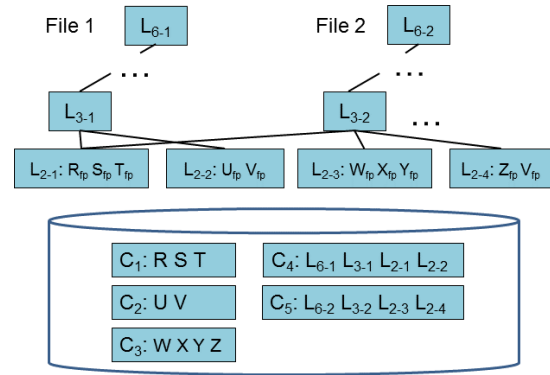 File 1 L6-1 File 2 L6-2
... ...
L3-1 L3-2 ...
L2-1: Rfp Sfp Tfp L2-2: Ufp Vfp L2-3: Wfp Xfp Yfp L2-4: Zfp Vfp
C1: R S T C4: L6-1 L3-1 L2-1 L2-2
C2: U V C5: L6-2 L3-2 L2-3 L2-4
C3: W X Y Z